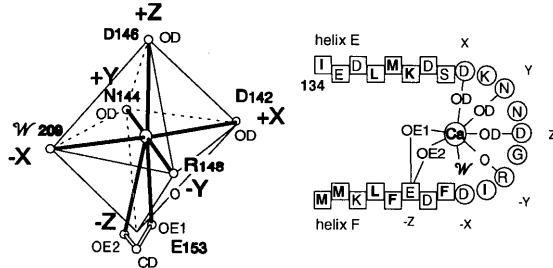 +Z
D146
OD
+Y
N144
OD
D142
+X
OD
W 209
-X
R148
O
-Y
-Z
OE1
OE2
E153
CD
helix E
X
I E D L M K D S D K N
Y
134
OD
OD
N
OE1
Ca
OD
D
Z
OE2
W
O
G
R
-Y
M M K L F E D F D I
helix F
-Z
-X